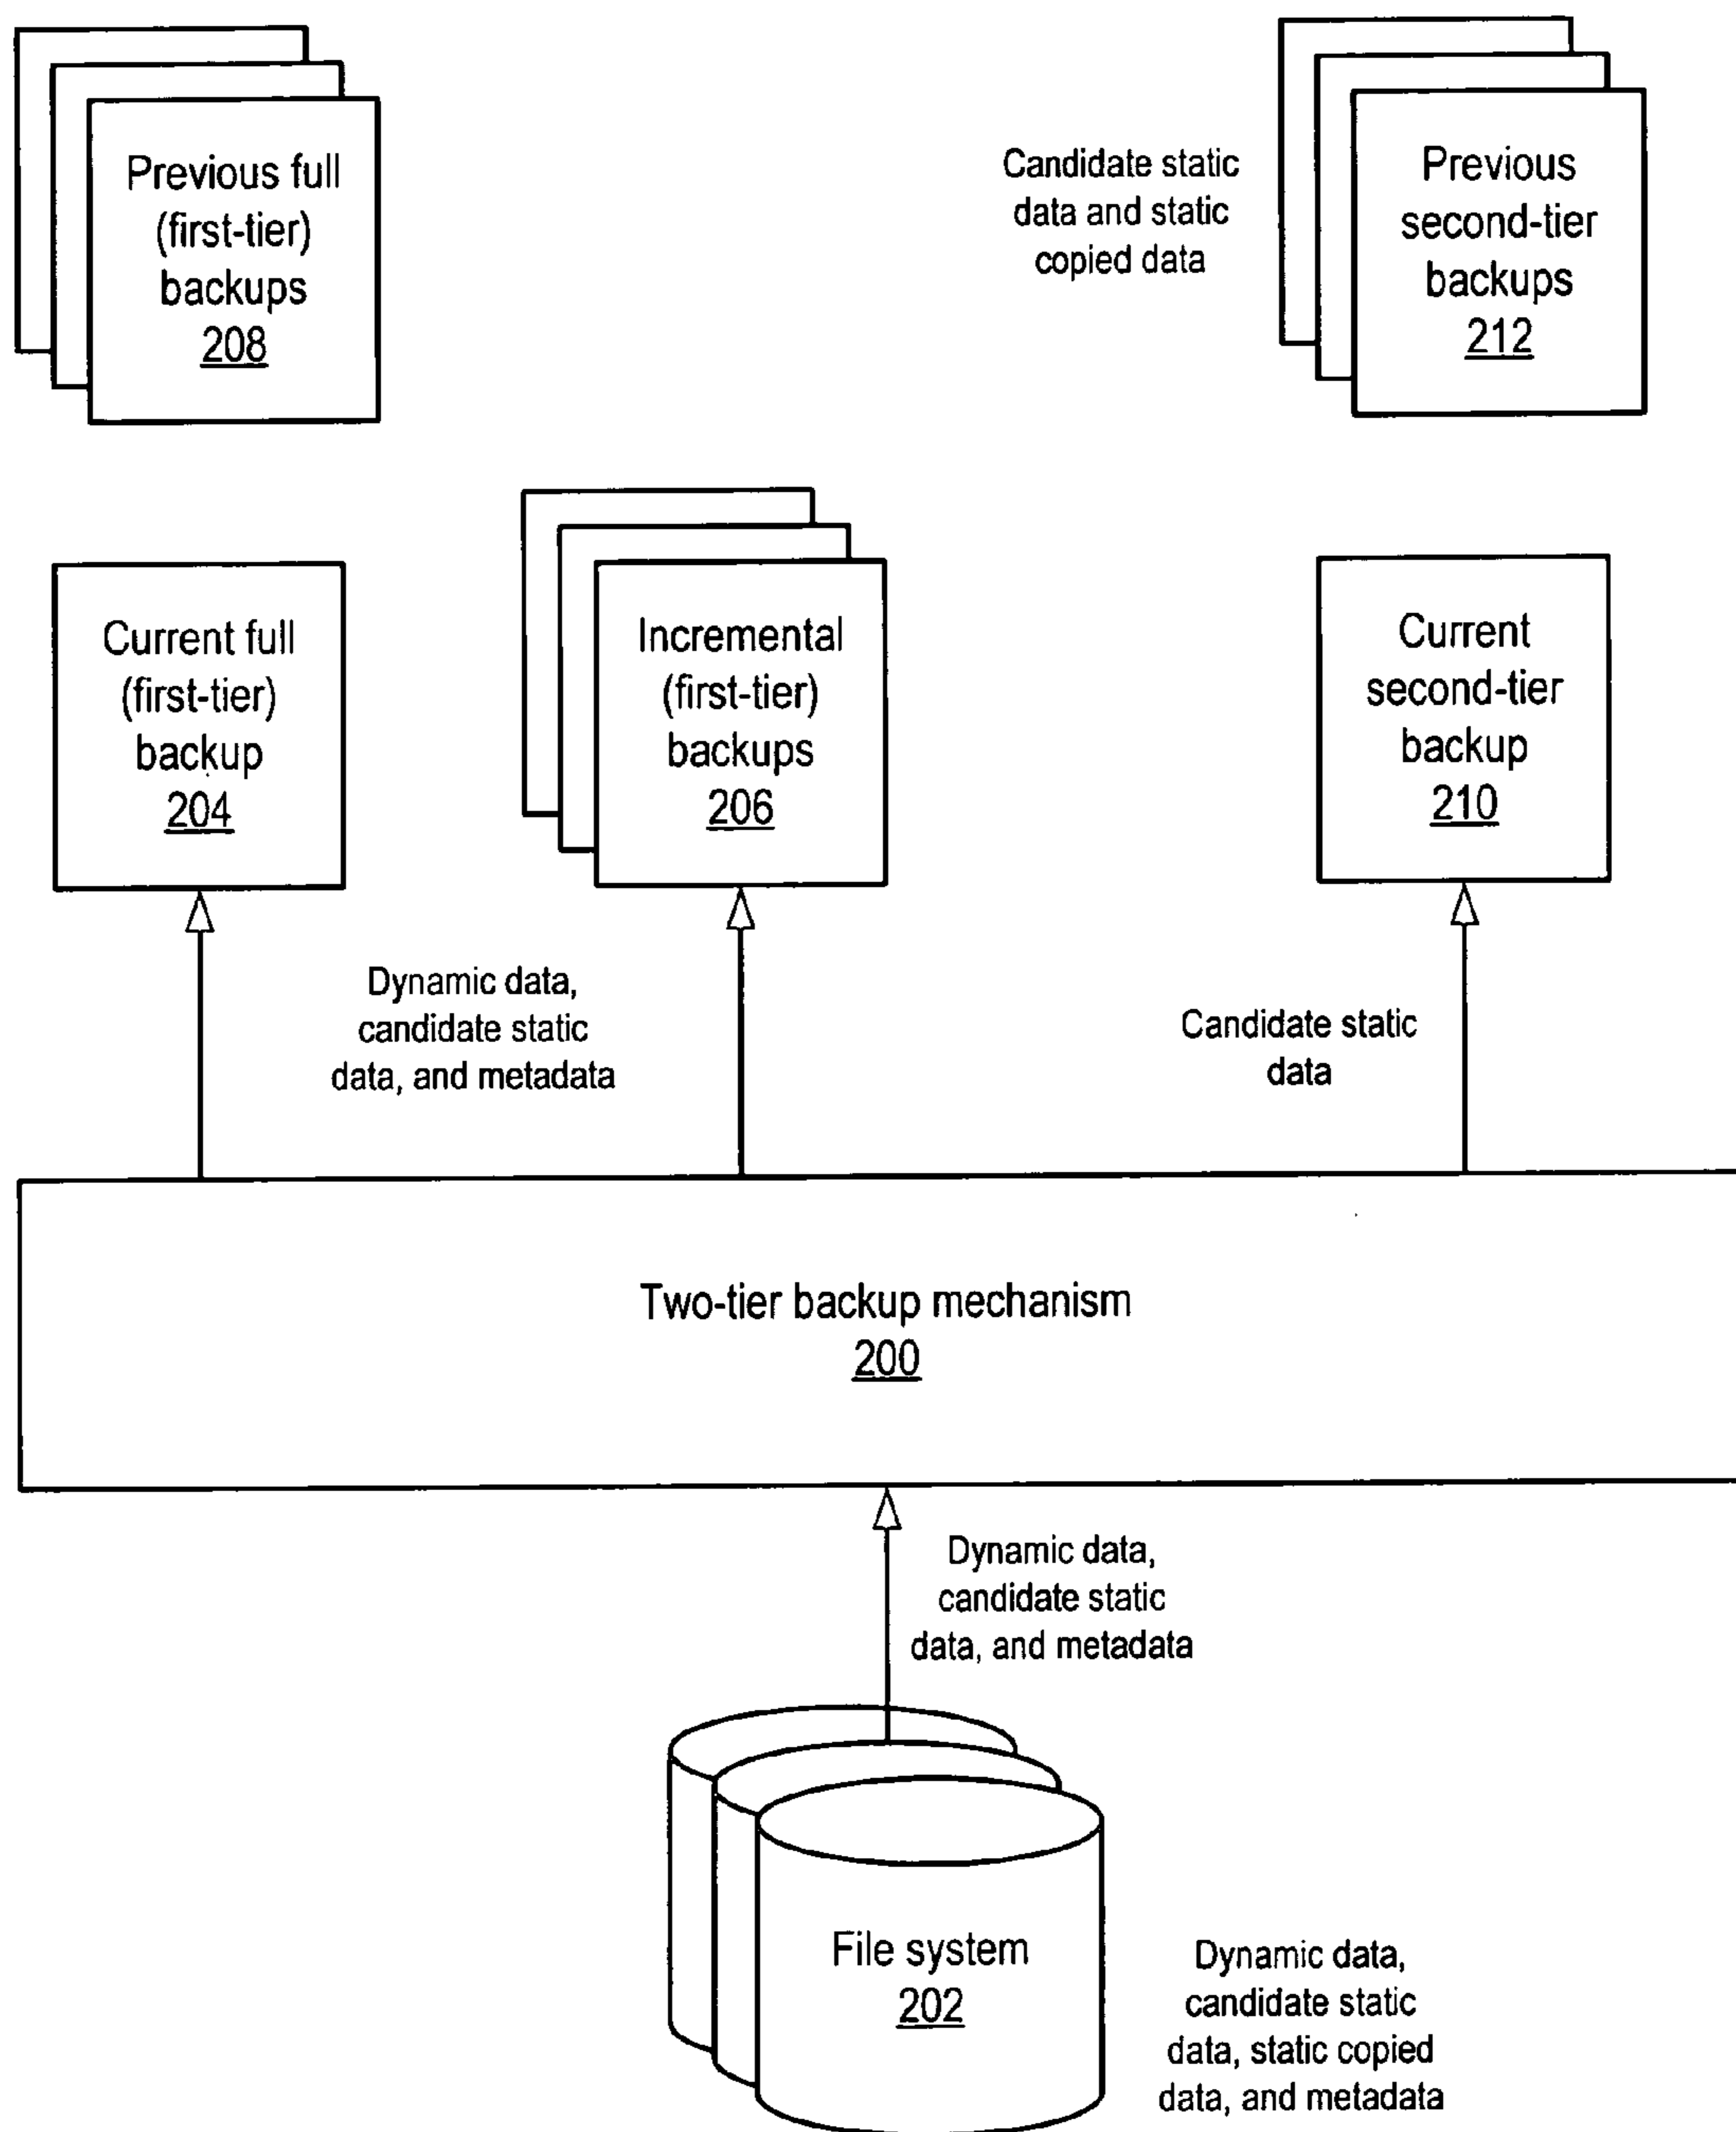 Previous full
(first-tier)
backups
208
Candidate static
data and static
copied data
Previous
second-tier
backups
212
Current full
(first-tier)
backup
204
Incremental
(first-tier)
backups
206
Current
second-tier
backup
210
Dynamic data,
candidate static
data, and metadata
Candidate static
data
Two-tier backup mechanism
200
Dynamic data,
candidate static
data, and metadata
File system
202
Dynamic data,
candidate static
data, static copied
data, and metadata